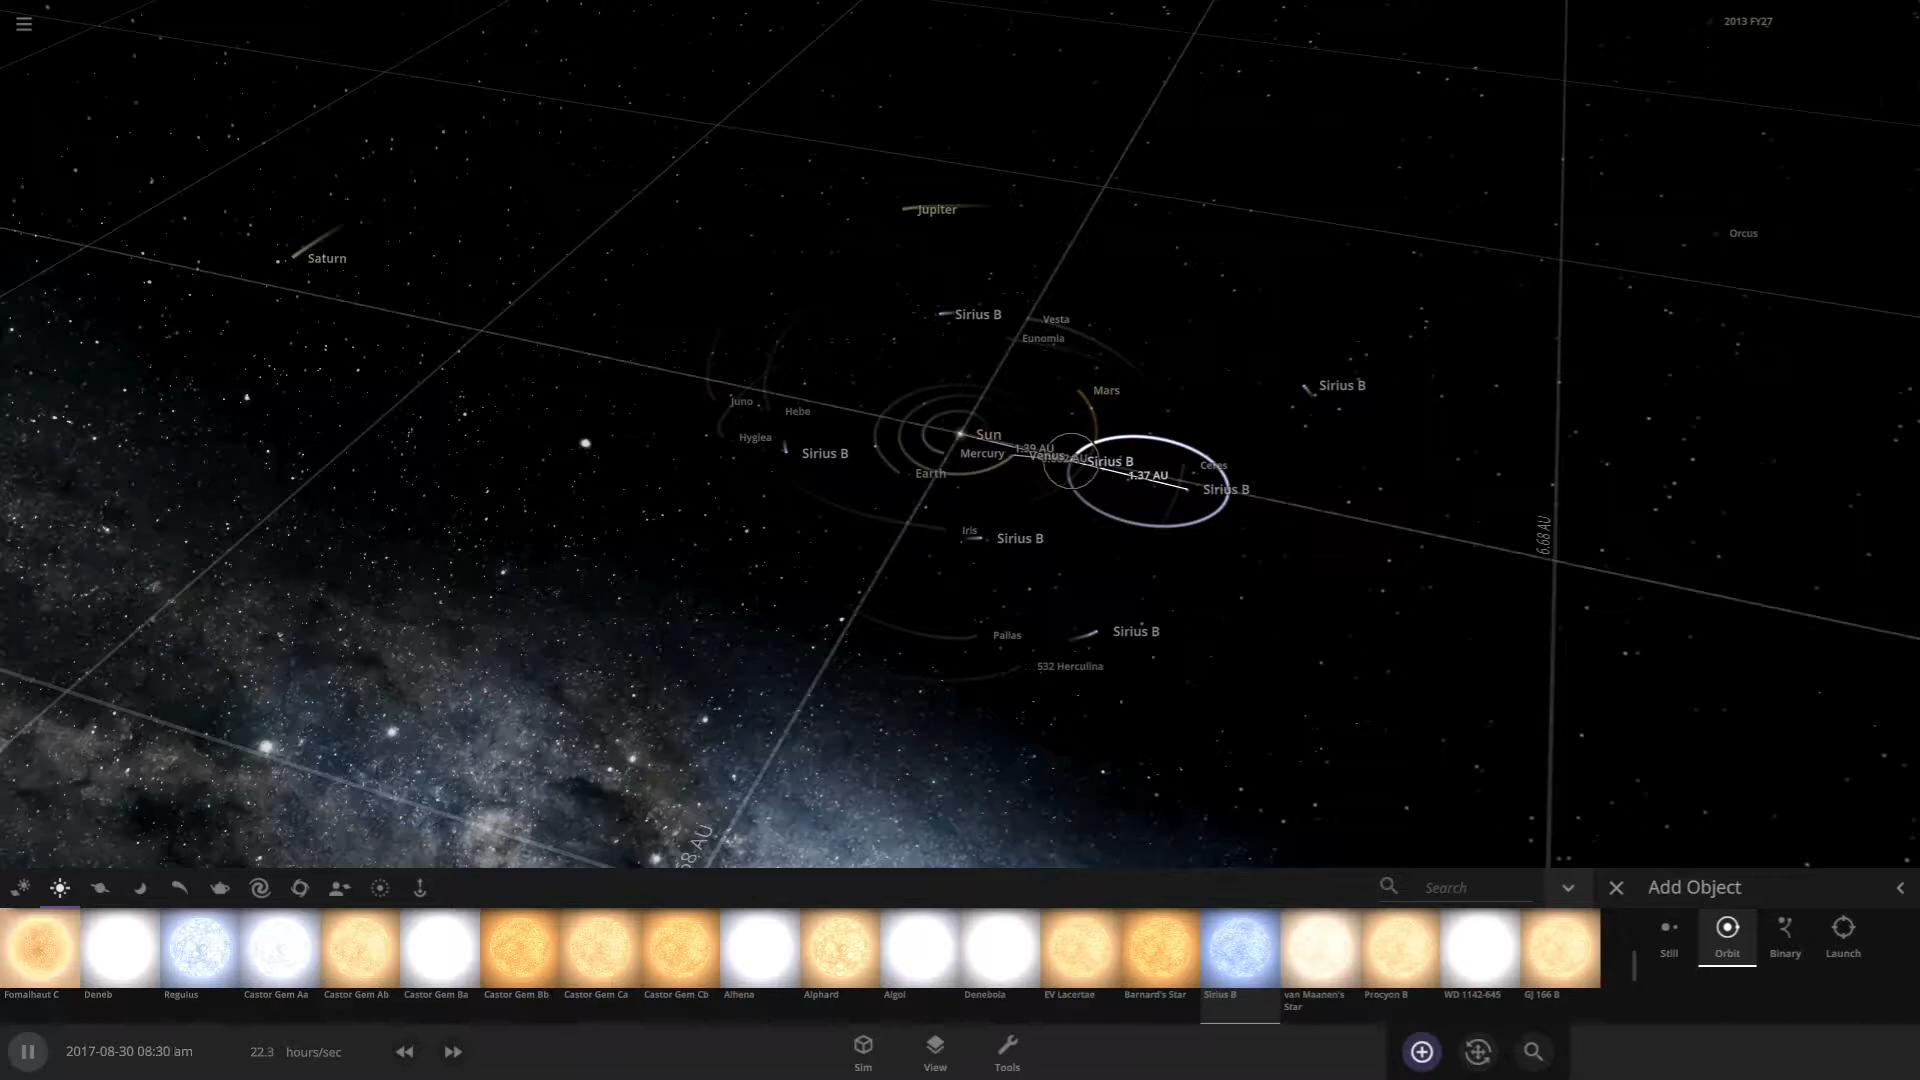 2013 FY27
Jupiter
Orcus
Saturn
Sirius B
Vesta
Eunomia
Sirius B
Mars
Juno
Hebe
Sun
Hygiea
Sirius B
Mercury
1.39 AU
Venus
Sirius B
Ceres
Earth
1.37 AU
Sirius B
Iris
Sirius B
6.68 AU
Sirius B
Pallas
532 Herculina
Search
Add Object
Still
Orbit
Binary
Launch
Fomalhaut C
Deneb
Regulus
Castor Gem Aa
Castor Gem Ab
Castor Gem Ba
Castor Gem Bb
Castor Gem Ca
Castor Gem Cb
Alhena
Alphard
Algol
Denebola
EV Lacertae
Barnard's Star
Sirius B
van Maanen's
Star
Procyon B
WD 1142-645
GJ 166 B
2017-08-30 08:30 am
22.3 hours/sec
Sim
View
Tools